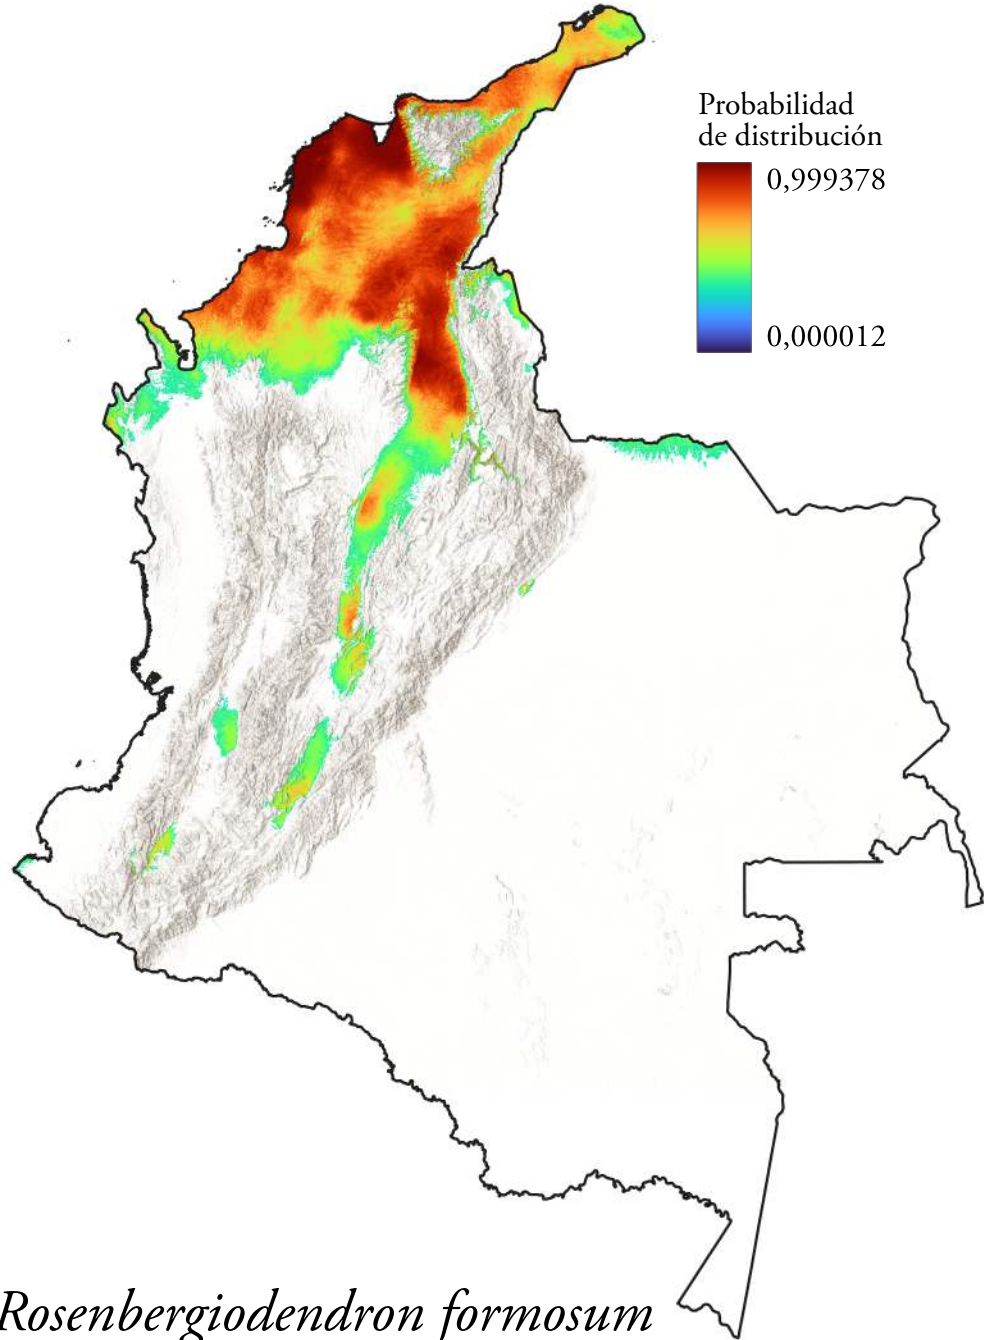 Probabilidad
de distribución
0,999378
0,000012
Rosenbergiodendron formosum